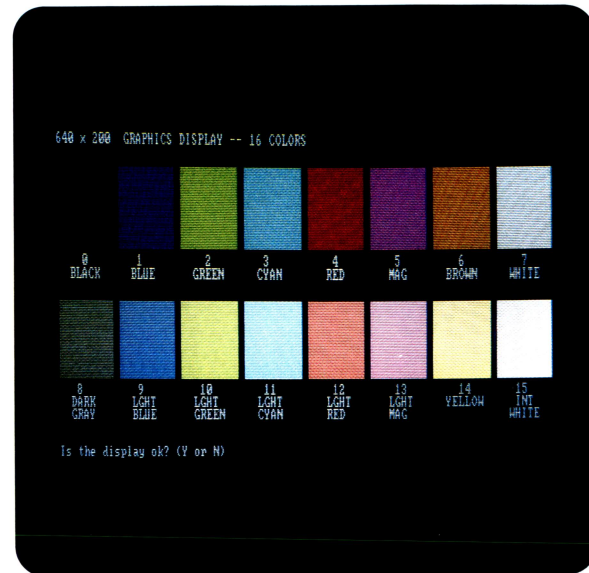 640 x 200 GRAPHICS DISPLAY -- 16 COLORS
0 1 2 3 4 5 6 7
BLACK BLUE GREEN CYAN RED MAG BROWN WHITE
8 9 10 11 12 13 14 15
DARK LGHT LGHT LGHT LGHT LGHT YELLOW INT
GRAY BLUE GREEN CYAN RED MAG WHITE
Is the display ok? (Y or N)